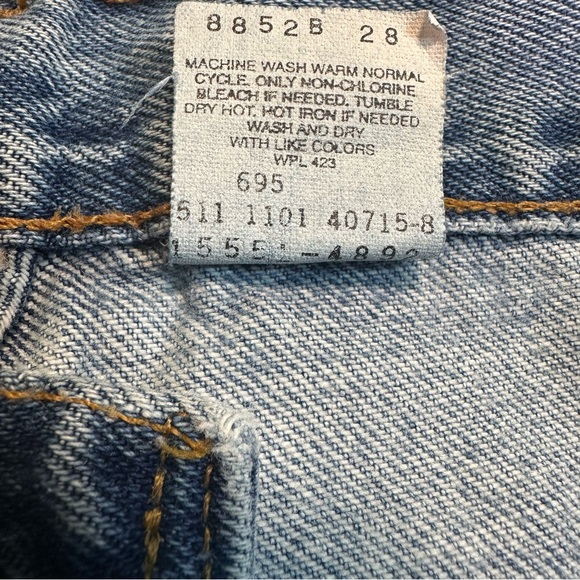 8852B 28
MACHINE WASH WARM NORMAL
CYCLE. ONLY NON-CHLORINE
BLEACH IF NEEDED. TUMBLE
DRY HOT. HOT IRON IF NEEDED
WASH AND DRY
WITH LIKE COLORS
WPL 423
695
511 1101 40715-8